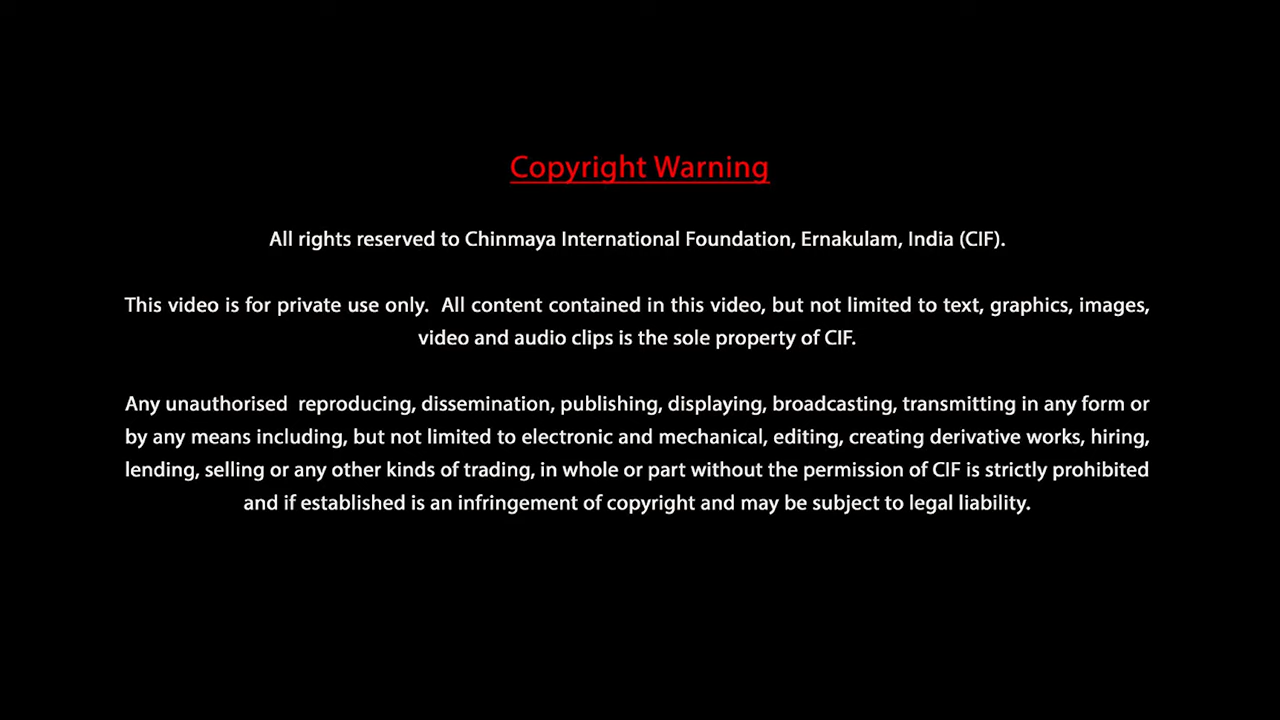 Copyright Warning
All rights reserved to Chinmaya International Foundation, Ernakulam, India (CIF).
This video is for private use only.  All content contained in this video, but not limited to text, graphics, images,
video and audio clips is the sole property of CIF.
Any unauthorised  reproducing, dissemination, publishing, displaying, broadcasting, transmitting in any form or
by any means including, but not limited to electronic and mechanical, editing, creating derivative works, hiring,
lending, selling or any other kinds of trading, in whole or part without the permission of CIF is strictly prohibited
and if established is an infringement of copyright and may be subject to legal liability.